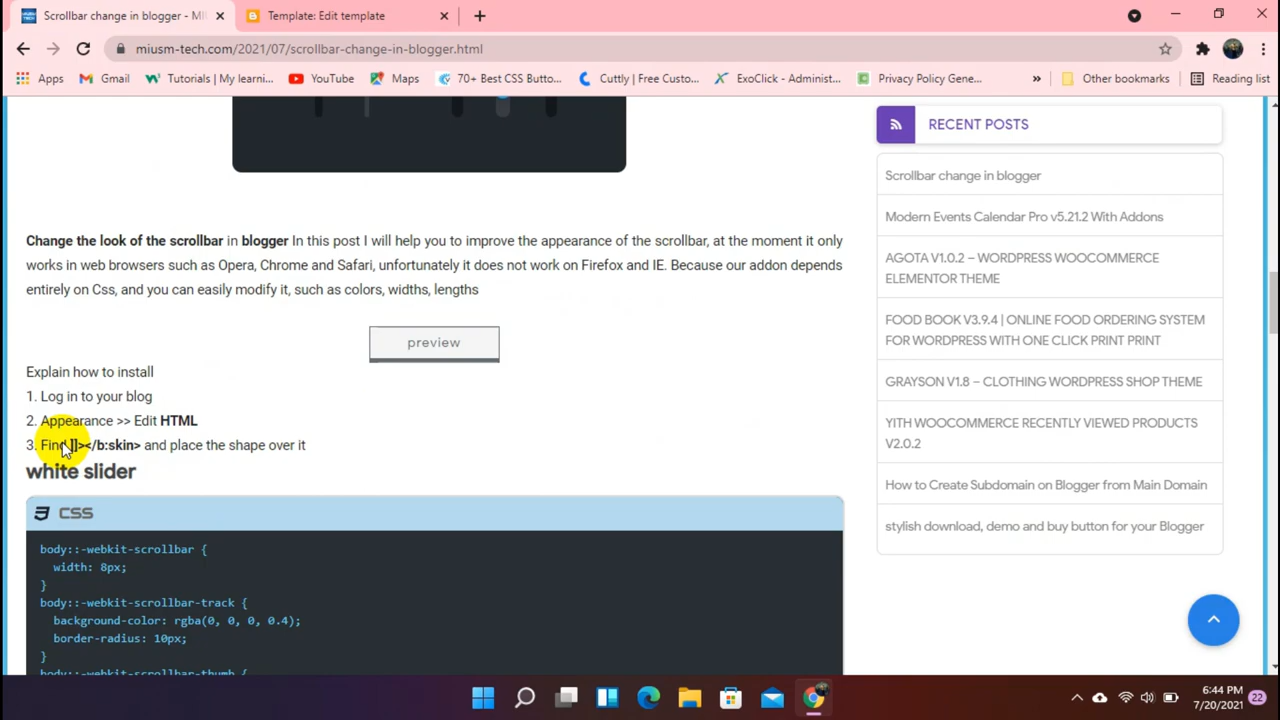 Scrollbar change in blogger - MI
Template: Edit template
miusm-tech.com/2021/07/scrollbar-change-in-blogger.html
Apps
Gmail
Tutorials | My learni...
YouTube
Maps
70+ Best CSS Butto...
Cuttly | Free Custo...
ExoClick - Administ...
Privacy Policy Gene...
»
Other bookmarks
Reading list
Change the look of the scrollbar in blogger In this post I will help you to improve the appearance of the scrollbar, at the moment it only
works in web browsers such as Opera, Chrome and Safari, unfortunately it does not work on Firefox and IE. Because our addon depends
entirely on Css, and you can easily modify it, such as colors, widths, lengths
preview
Explain how to install
1. Log in to your blog
2. Appearance >> Edit HTML
3. Find ]]></b:skin> and place the shape over it
white slider
CSS
body::-webkit-scrollbar {
width: 8px;
}
body::-webkit-scrollbar-track {
background-color: rgba(0, 0, 0, 0.4);
border-radius: 10px;
}
body::-webkit-scrollbar-thumb {
RECENT POSTS
Scrollbar change in blogger
Modern Events Calendar Pro v5.21.2 With Addons
AGOTA V1.0.2 – WORDPRESS WOOCOMMERCE
ELEMENTOR THEME
FOOD BOOK V3.9.4 | ONLINE FOOD ORDERING SYSTEM
FOR WORDPRESS WITH ONE CLICK PRINT PRINT
GRAYSON V1.8 – CLOTHING WORDPRESS SHOP THEME
YITH WOOCOMMERCE RECENTLY VIEWED PRODUCTS
V2.0.2
How to Create Subdomain on Blogger from Main Domain
stylish download, demo and buy button for your Blogger
6:44 PM
7/20/2021
22